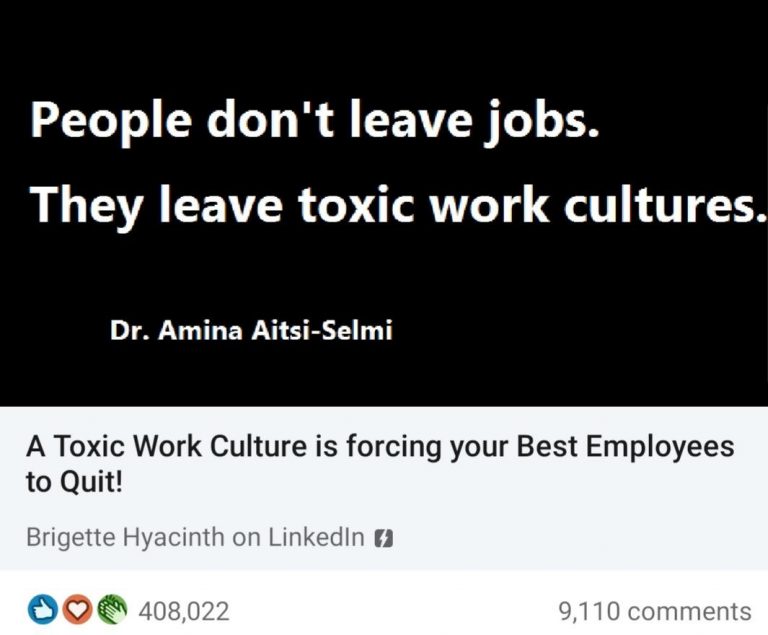 People don't leave jobs.
They leave toxic work cultures.
Dr. Amina Aitsi-Selmi
A Toxic Work Culture is forcing your Best Employees
to Quit!
Brigette Hyacinth on LinkedIn
408,022
9,110 comments